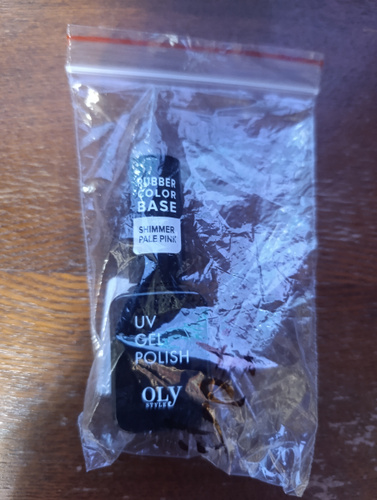 RUBBER
COLOR
BASE
SHIMMER
PALE PINK
UV
GEL
POLISH
OLY
STYLE